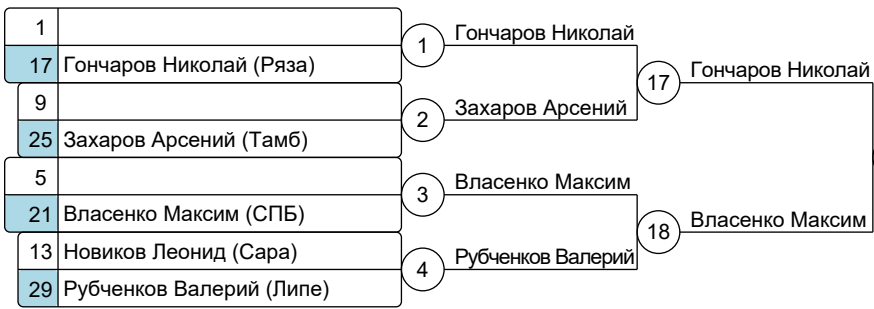 1
17 Гончаров Николай (Ряза)
9
25 Захаров Арсений (Тамб)
5
21 Власенко Максим (СПБ)
13 Новиков Леонид (Сара)
29 Рубченков Валерий (Липе)
1
Гончаров Николай
2
Захаров Арсений
3
Власенко Максим
4
Рубченков Валерий
17
Гончаров Николай
18
Власенко Максим